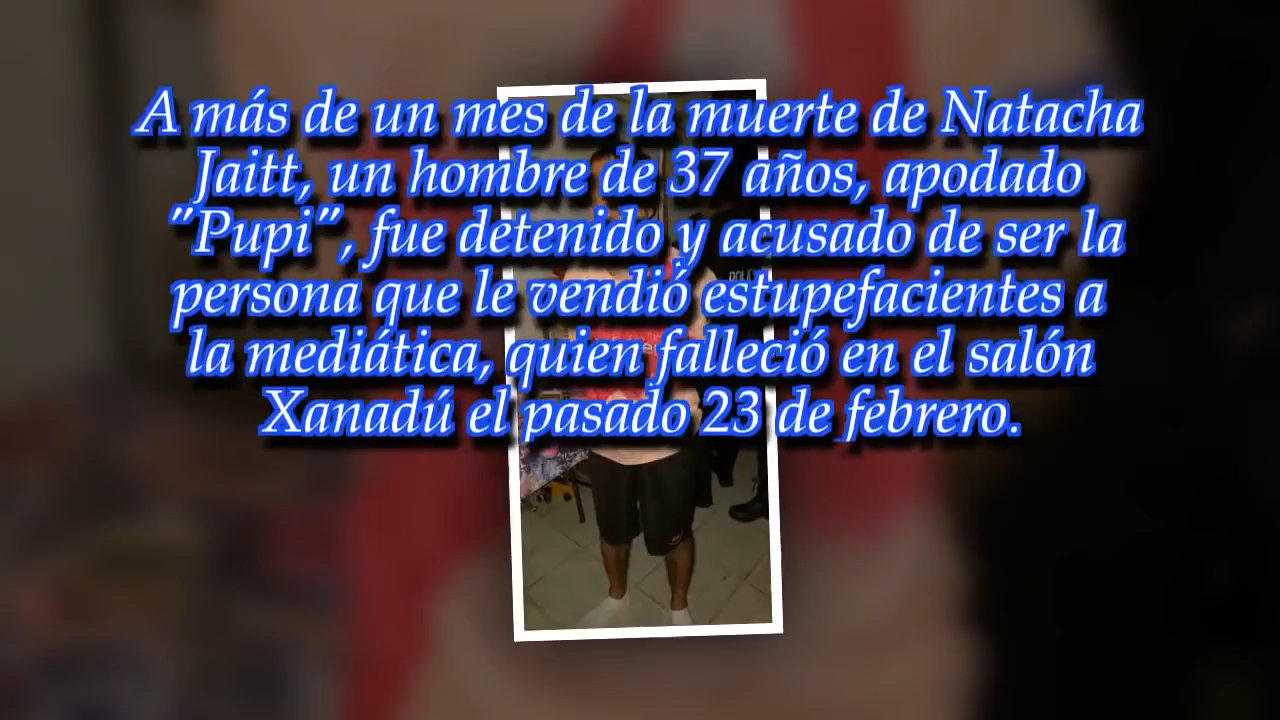 A más de un mes de la muerte de Natacha
Jaitt, un hombre de 37 años, apodado
"Pupi", fue detenido y acusado de ser la
persona que le vendió estupefacientes a
la mediática, quien falleció en el salón
Xanadú el pasado 23 de febrero.